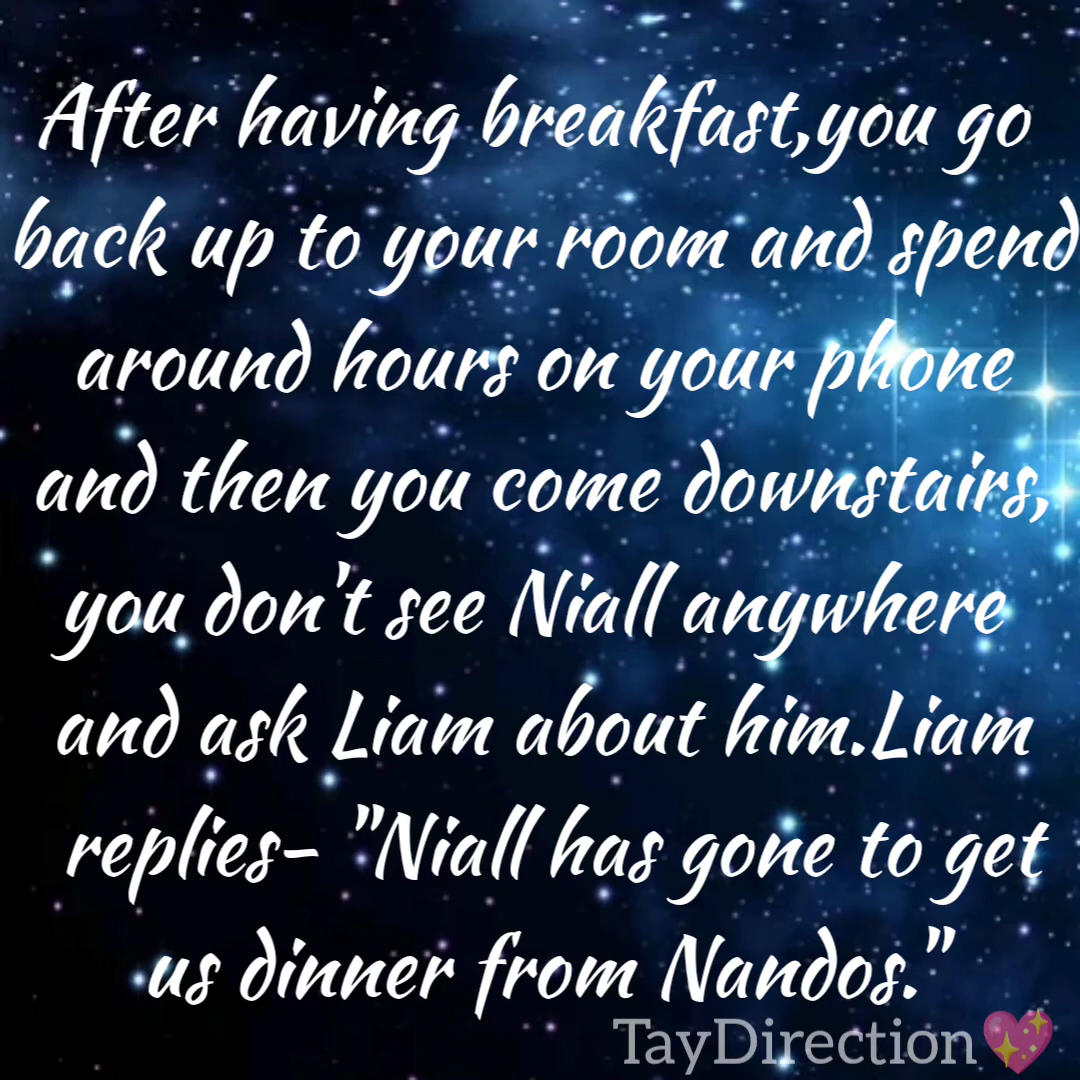 After having breakfast,you go
back up to your room and spend
around hours on your phone
and then you come downstairs,
you don't see Niall anywhere
and ask Liam about him.Liam
replies- "Niall has gone to get
us dinner from Nandos."
TayDirection💖